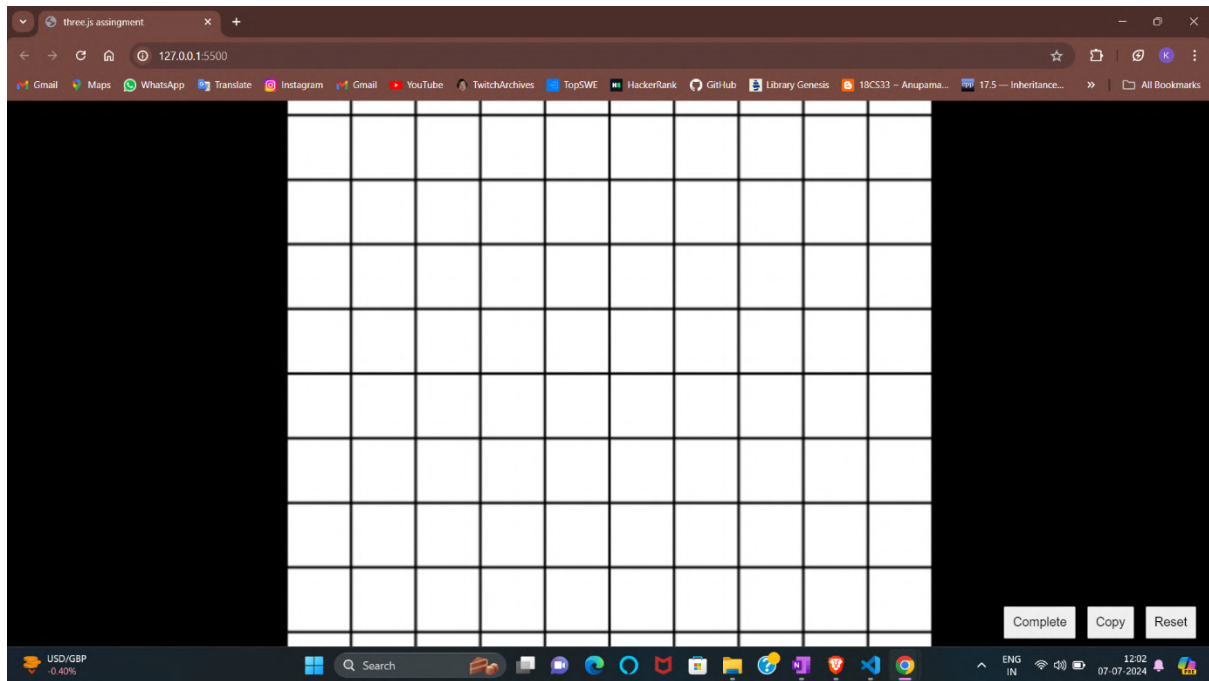 three.js assingment
127.0.0.1:5500
Gmail Maps WhatsApp Translate Instagram Gmail YouTube TwitchArchives TopSWE HackerRank GitHub Library Genesis 18CS33 – Anupama... 17.5 — Inheritance... » All Bookmarks
Complete Copy Reset
USD/GBP
-0.40%
Search
ENG
IN
12:02
07-07-2024